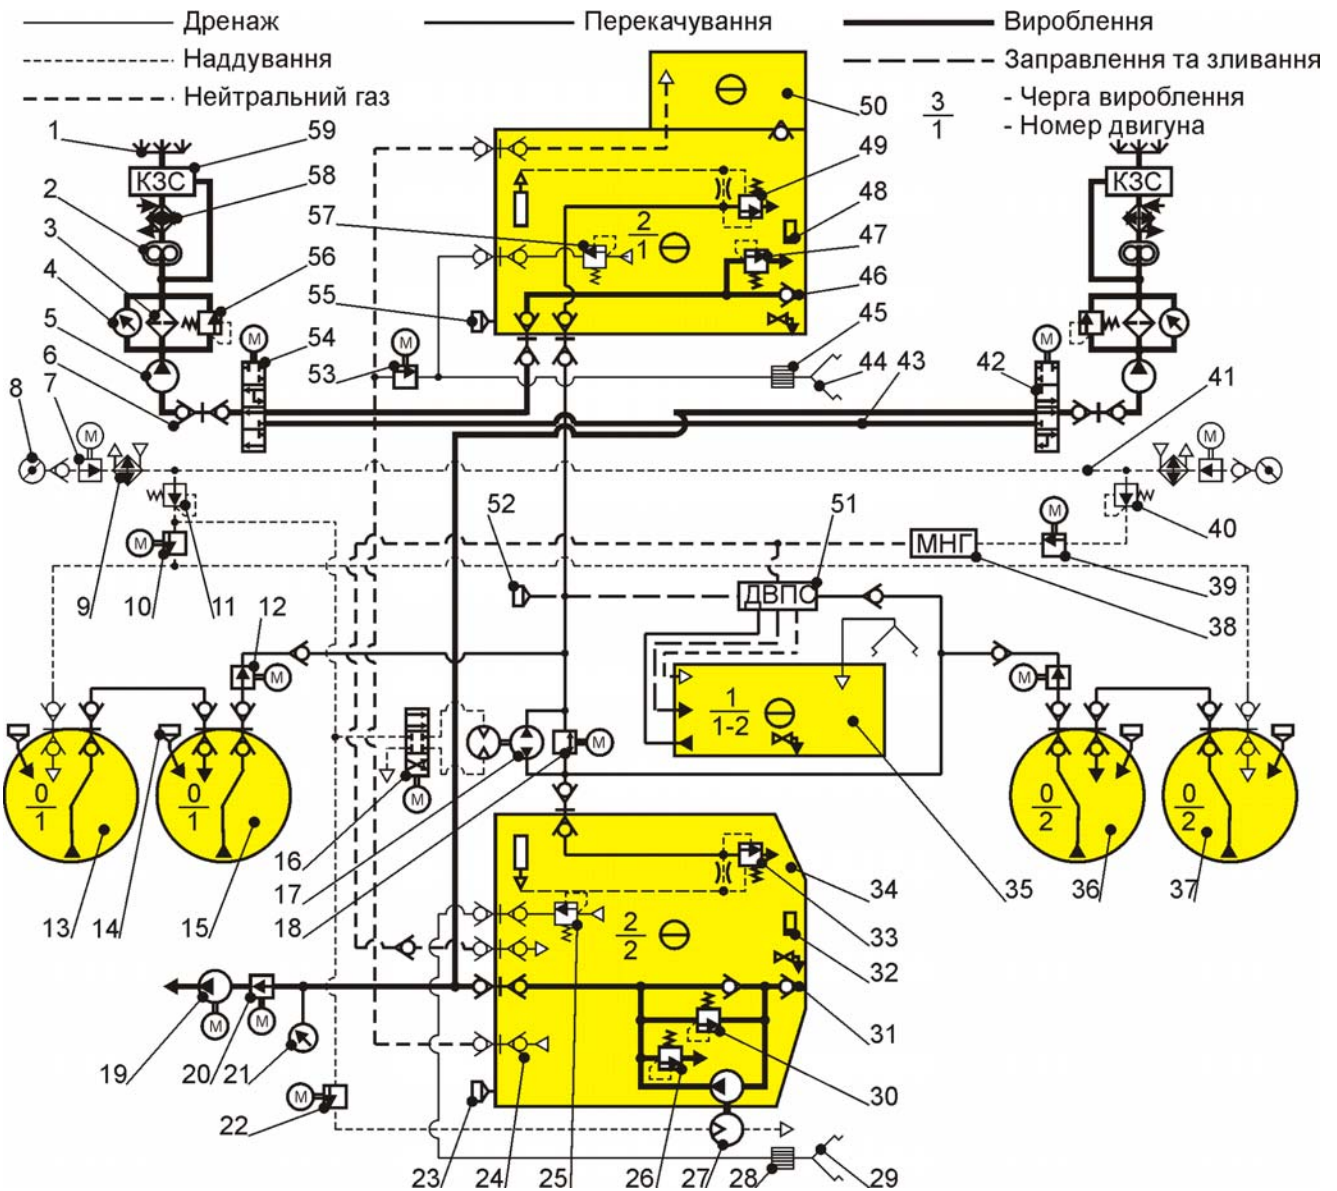 Дренаж
Перекачування
Вироблення
Наддування
Заправлення та зливання
Нейтральний газ
3
1
- Черга вироблення
- Номер двигуна
1
59
КЗС
58
2
3
4
56
5
6
54
7
8
50
49
48
57
2
1
47
46
55
45
53
44
43
42
41
КЗС
М
М
М
М
М
52
51
40
М
МНГ
М
ДВПС
39
38
9
10
11
12
М
М
1
1-2
М
0
1
14
0
1
16
М
0
2
0
2
13
15
17
18
М
34
35
36
37
2
2
33
32
31
19
20
21
М
М
30
22
М
23
24
25
26
27
28
29